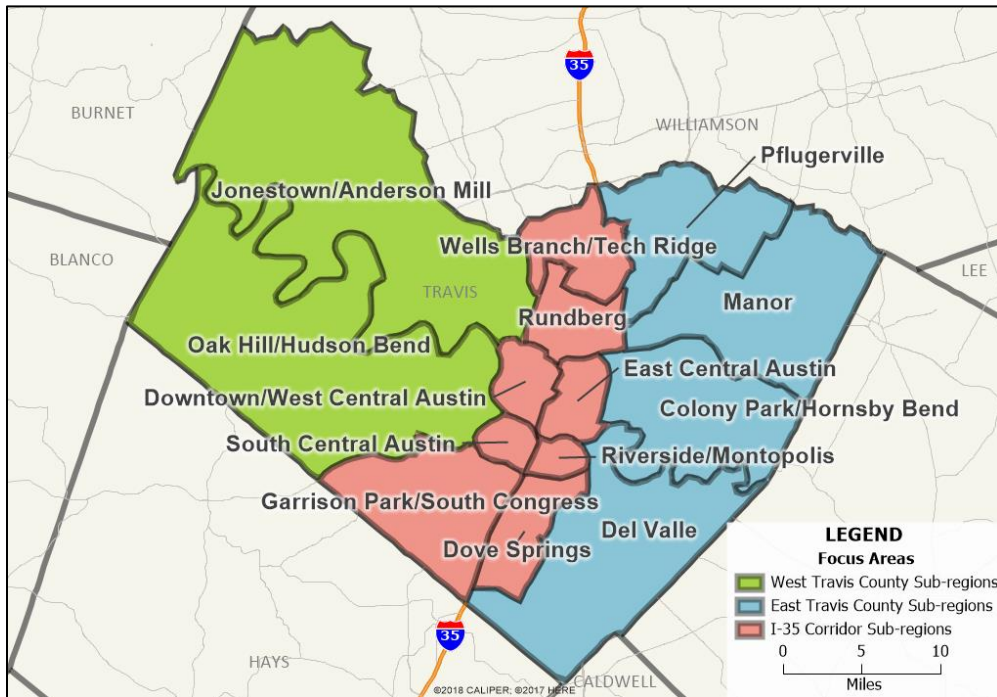 35
BURNET
WILLIAMSON
Pflugerville
Jonestown/Anderson Mill
Wells Branch/Tech Ridge
BLANCO
LEE
TRAVIS
Manor
Rundberg
Oak Hill/Hudson Bend
East Central Austin
Downtown/West Central Austin
Colony Park/Hornsby Bend
South Central Austin
Riverside/Montopolis
Garrison Park/South Congress
Del Valle
Dove Springs
LEGEND
Focus Areas
West Travis County Sub-regions
East Travis County Sub-regions
I-35 Corridor Sub-regions
35
0 5 10
Miles
HAYS
CALDWELL
©2018 CALIPER; ©2017 HERE